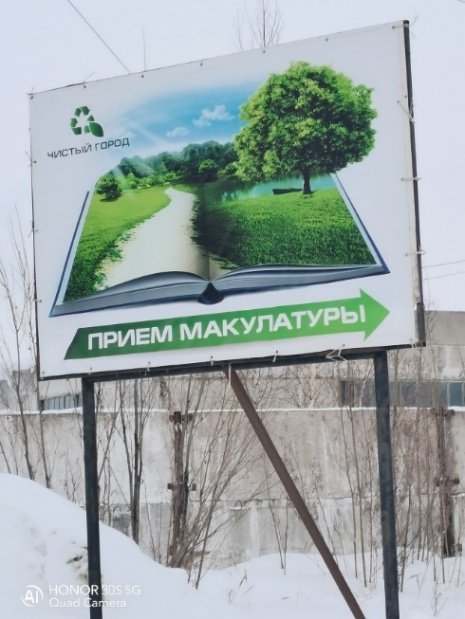 ЧИСТЫЙ ГОРОД
ПРИЕМ МАКУЛАТУРЫ
HONOR 30S 5G
Quad Camera